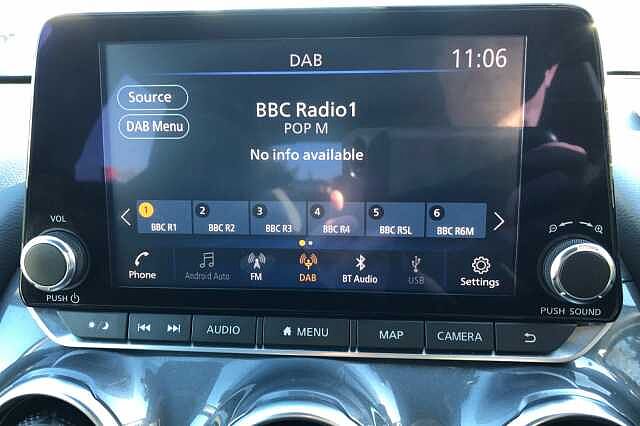 DAB
11:06
Source
BBC Radio1
DAB Menu
POP M
No info available
1
2
3
4
5
6
BBC R1
BBC R2
BBC R3
BBC R4
BBC R5L
BBC R6M
VOL
PUSH
Phone
Android Auto
FM
DAB
BT Audio
USB
Settings
PUSH SOUND
AUDIO
MENU
MAP
CAMERA